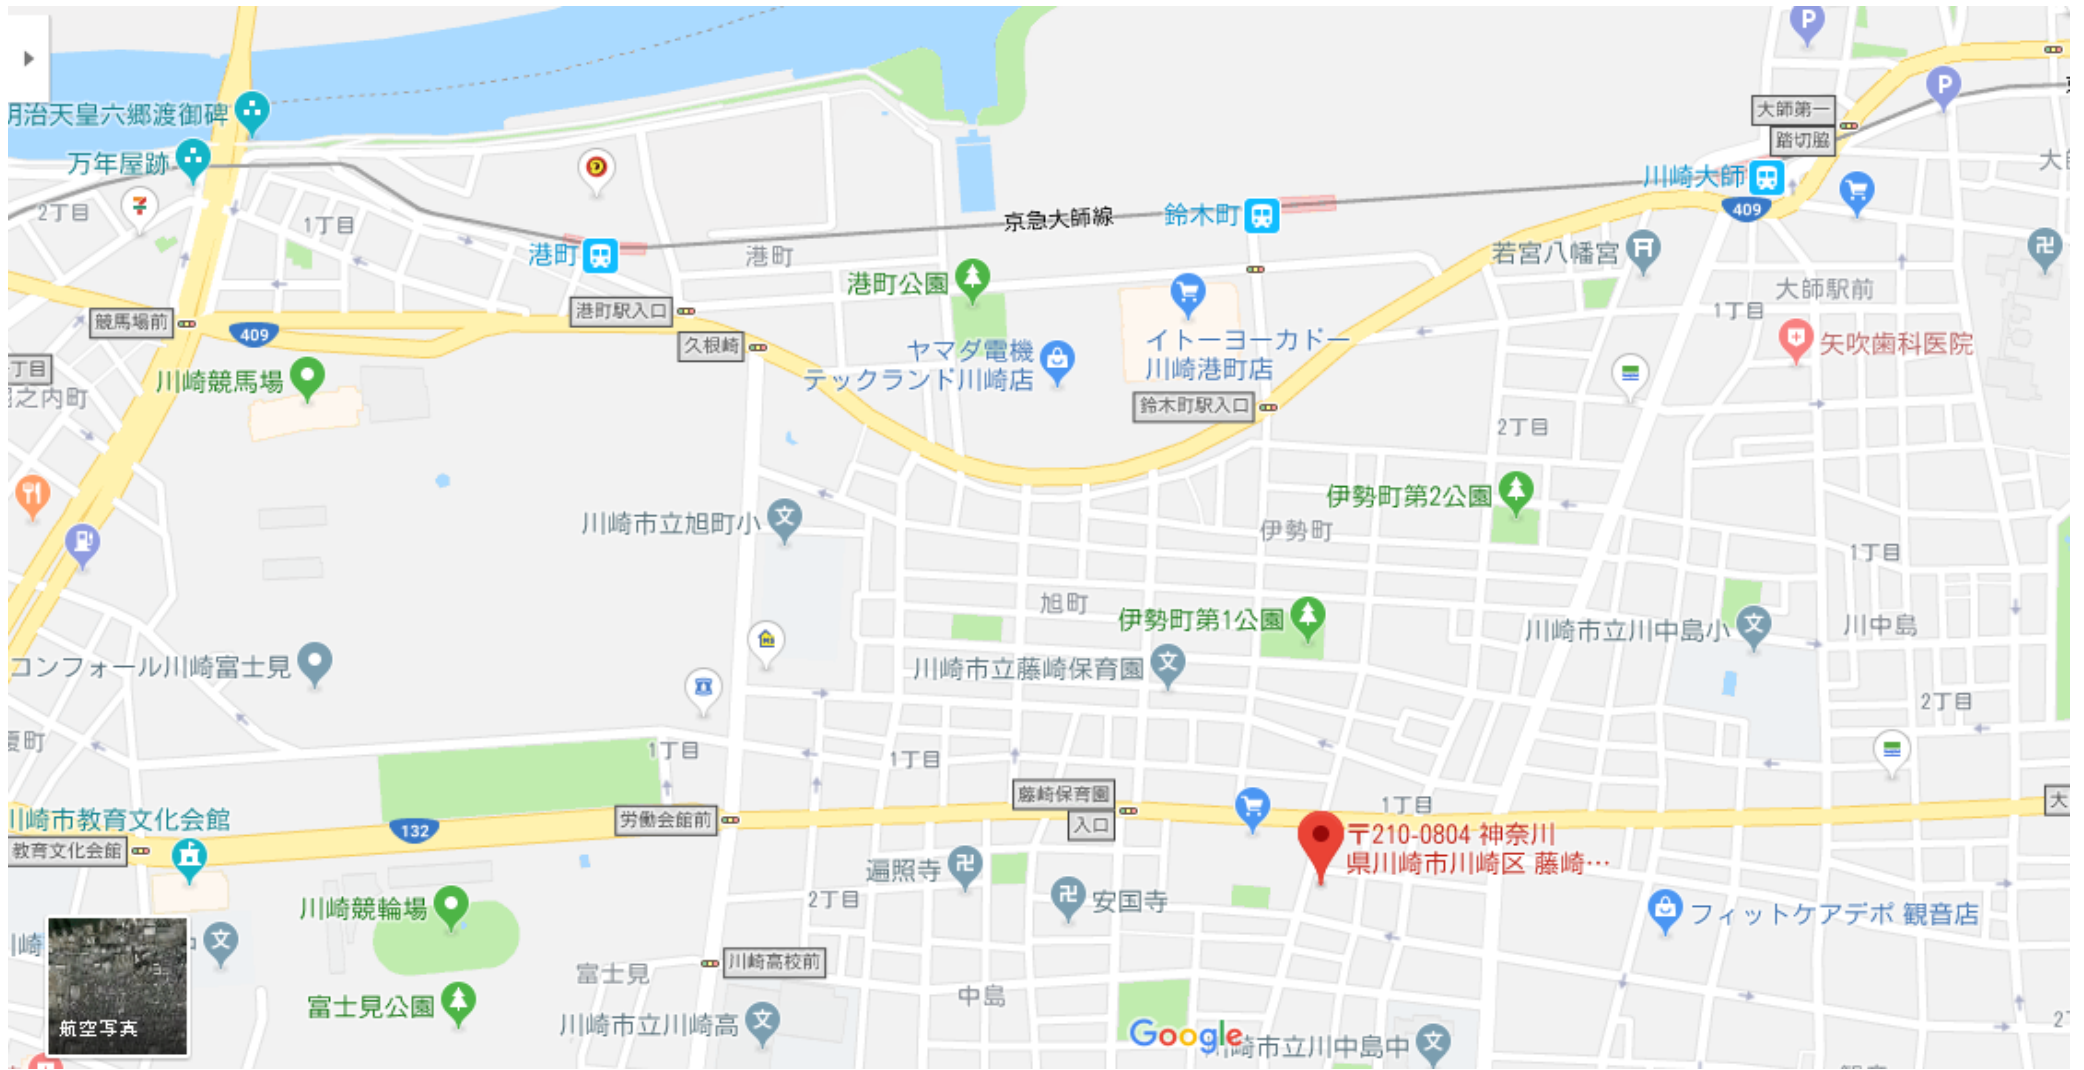 明治天皇六郷渡御碑
万年屋跡
2丁目
1丁目
港町
港町
京急大師線
鈴木町
川崎大師
大師第一
踏切脇
P
P
409
若宮八幡宮
大師駅前
1丁目
矢吹歯科医院
港町公園
港町駅入口
久根崎
競馬場前
409
丁目
川崎競馬場
ヤマダ電機
テックランド川崎店
イトーヨーカドー
川崎港町店
鈴木町駅入口
2丁目
川崎市立旭町小
伊勢町第2公園
伊勢町
1丁目
旭町
伊勢町第1公園
川崎市立藤崎保育園
川崎市立川中島小
川中島
コンフォール川崎富士見
2丁目
1丁目
1丁目
藤崎保育園
入口
1丁目
大
川崎市教育文化会館
教育文化会館
132
労働会館前
〒210-0804 神奈川
県川崎市川崎区 藤崎…
遍照寺
2丁目
安国寺
フィットケアデポ 観音店
川崎競輪場
富士見
川崎高校前
富士見公園
中島
川崎市立川崎高
Google
川崎市立川中島中
航空写真